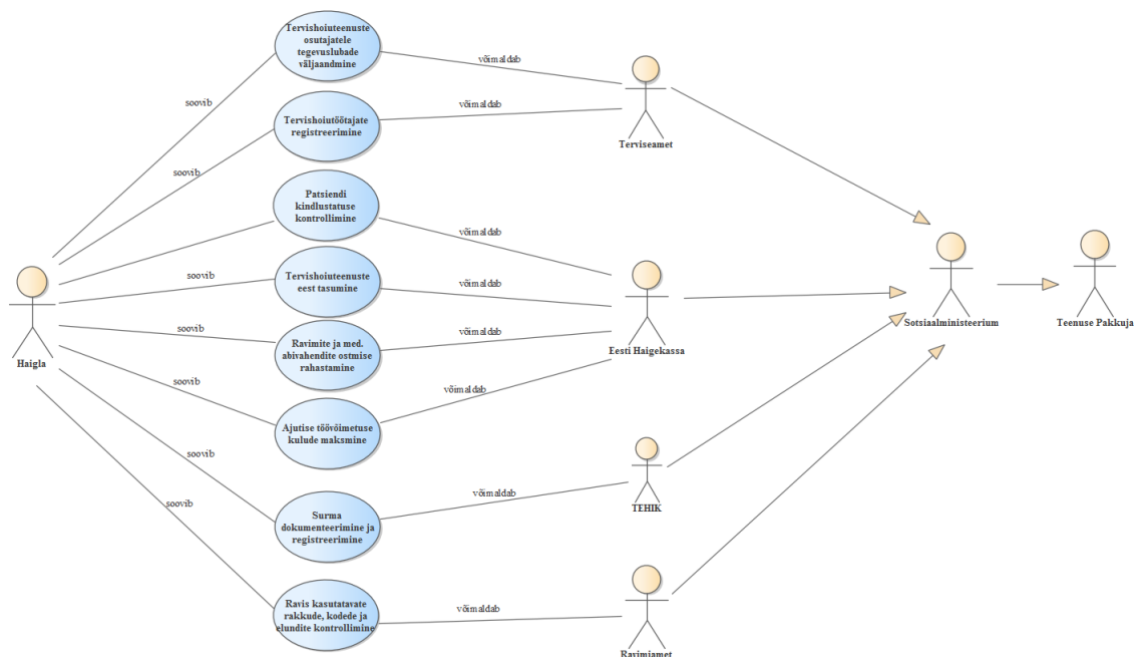 Tervishoiuteenuste
osutajatele
tegevuslubade
väljaandmine
võimaldab
soovib
Tervishoiutöötajate
registreerimine
võimaldab
Terviseamet
soovib
Patsiendi
kindlustatuse
kontrollimine
võimaldab
soovib
Tervishoiuteenuste
eest tasumine
võimaldab
Sotsiaalministeerium
Teenuse Pakkuja
soovib
Ravimite ja med.
abivahendite ostmise
rahastamine
võimaldab
Haigla
Eesti Haigekassa
soovib
Ajutise töövõimetuse
kulude maksmine
võimaldab
soovib
Surma
dokumenteerimine ja
registreerimine
võimaldab
TEHIK
soovib
Ravis kasutatavate
rakkude, kodede ja
elundite kontrollimine
võimaldab
Ravimiamet